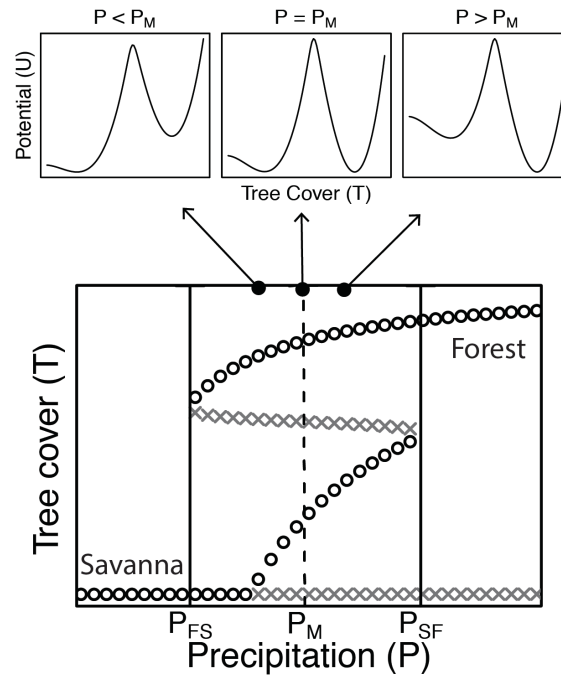 P < P_M
P = P_M
P > P_M
Potential (U)
Tree Cover (T)
Tree cover (T)
Forest
Savanna
P_FS
P_M
P_SF
Precipitation (P)